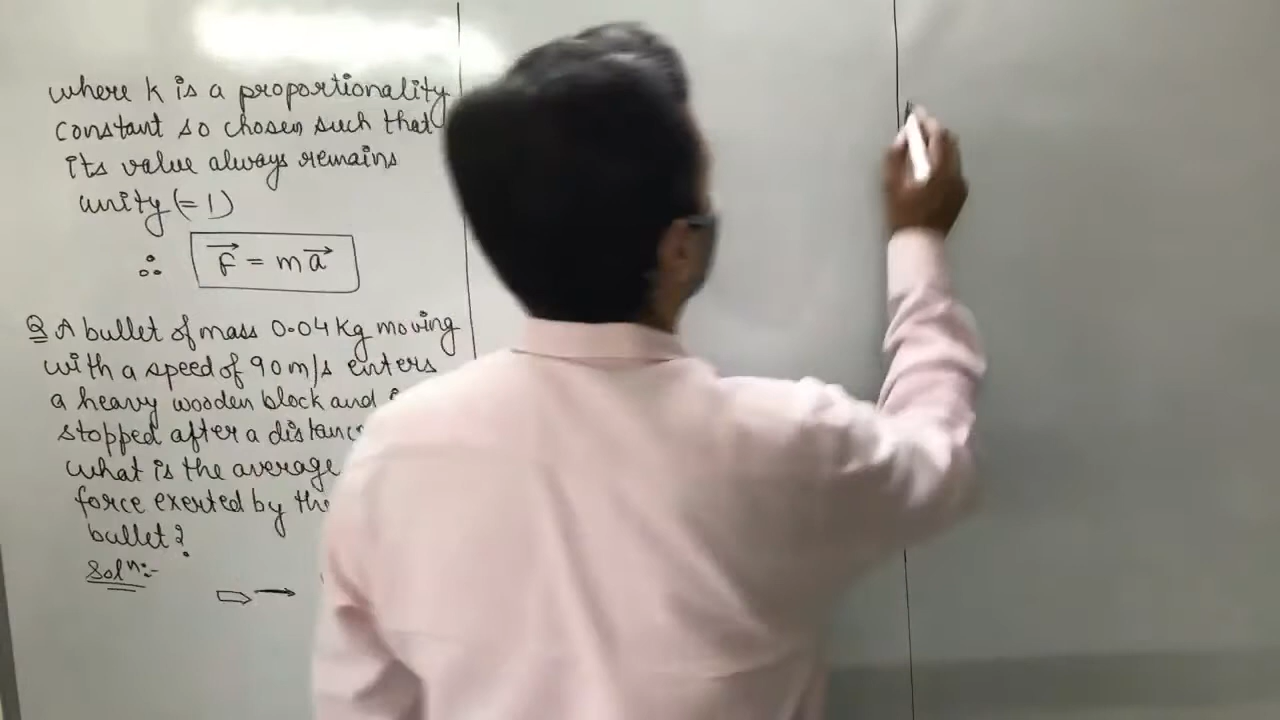 where K is a proportionality
constant so chosen such that
its value always remains
unity (= 1)
∴ F⃗ = m a⃗
Q A bullet of mass 0.04 Kg moving
with a speed of 90 m/s enters
a heavy wooden block and
stopped after a
what is the average
force exerted by the
bullet?
Solⁿ:-